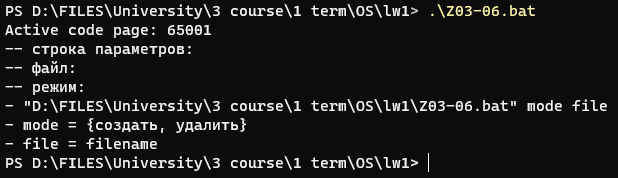 PS D:\FILES\University\3 course\1 term\OS\lw1> .\Z03-06.bat
Active code page: 65001
-- строка параметров:
-- файл:
-- режим:
- "D:\FILES\University\3 course\1 term\OS\lw1\Z03-06.bat" mode file
- mode = {создать, удалить}
- file = filename
PS D:\FILES\University\3 course\1 term\OS\lw1>